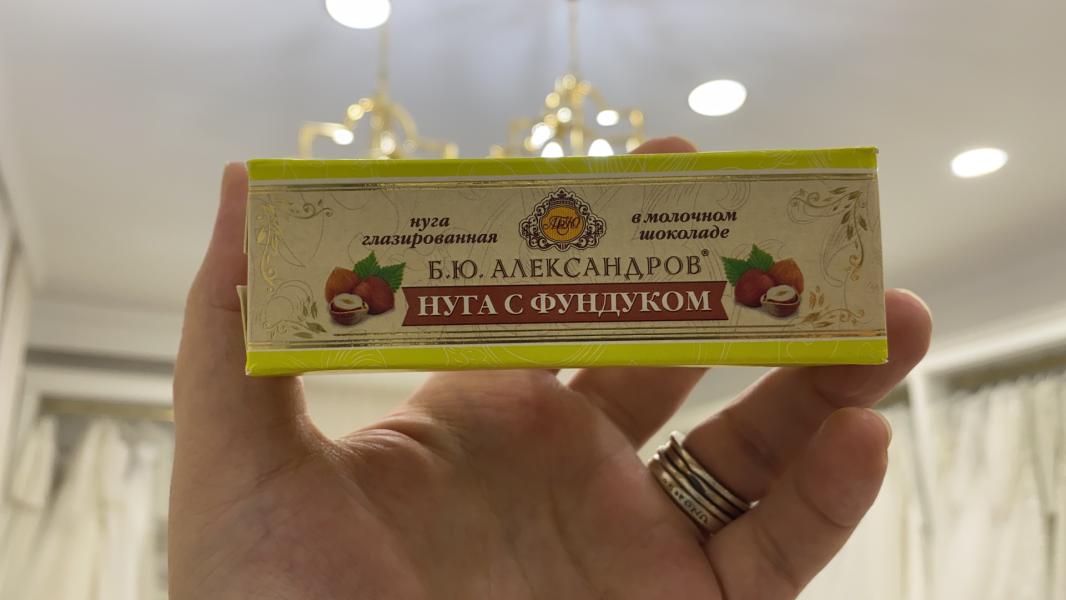 нуга
глазированная
в молочном
шоколаде
Б.Ю. АЛЕКСАНДРОВ®
НУГА С ФУНДУКОМ